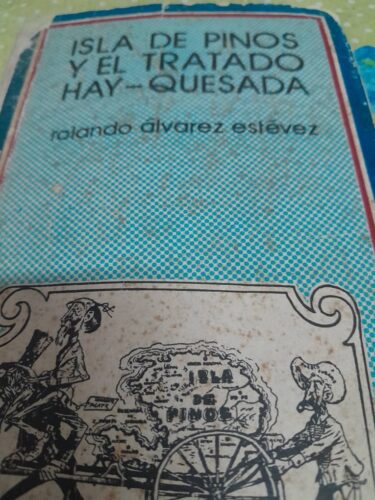 ISLA DE PINOS
Y EL TRATADO
HAY-QUESADA
rolando álvarez estévez
ISLA
DE
PINOS